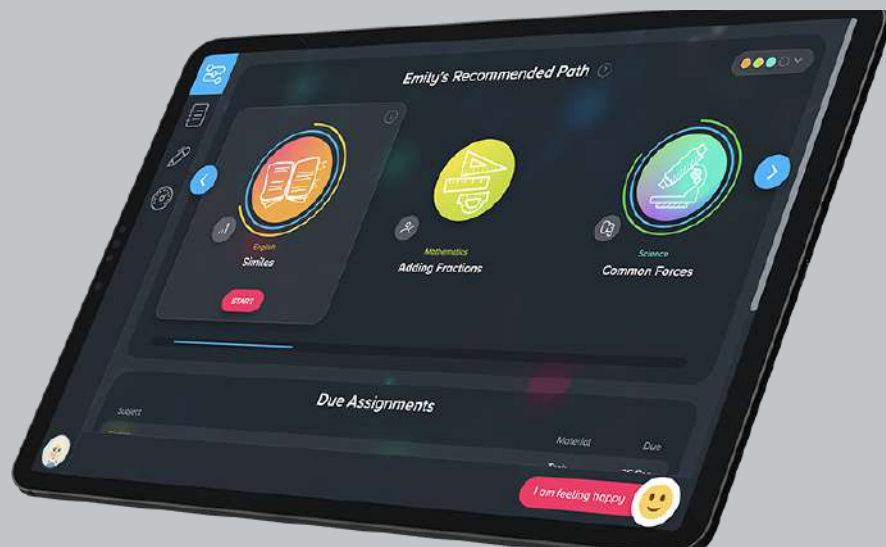 Emily's Recommended Path
English
Similes
START
Mathematics
Adding Fractions
Science
Common Forces
Due Assignments
Subject
Material
Due
I am feeling happy